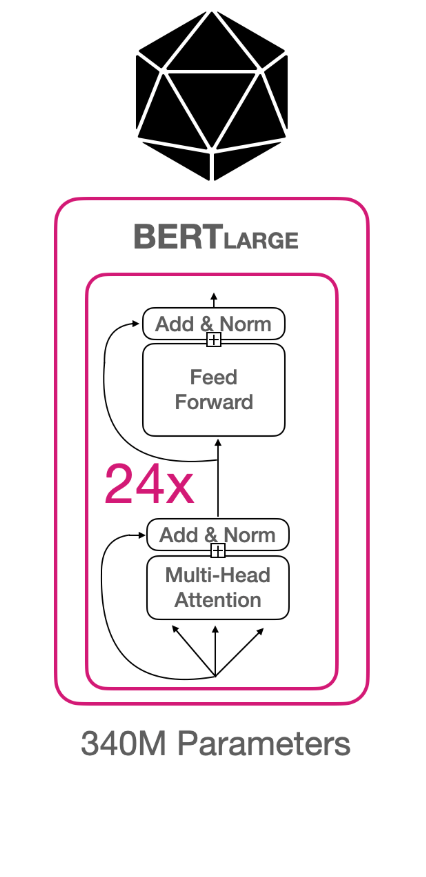 BERTLARGE
Add & Norm
Feed
Forward
24x
Add & Norm
Multi-Head
Attention
340M Parameters